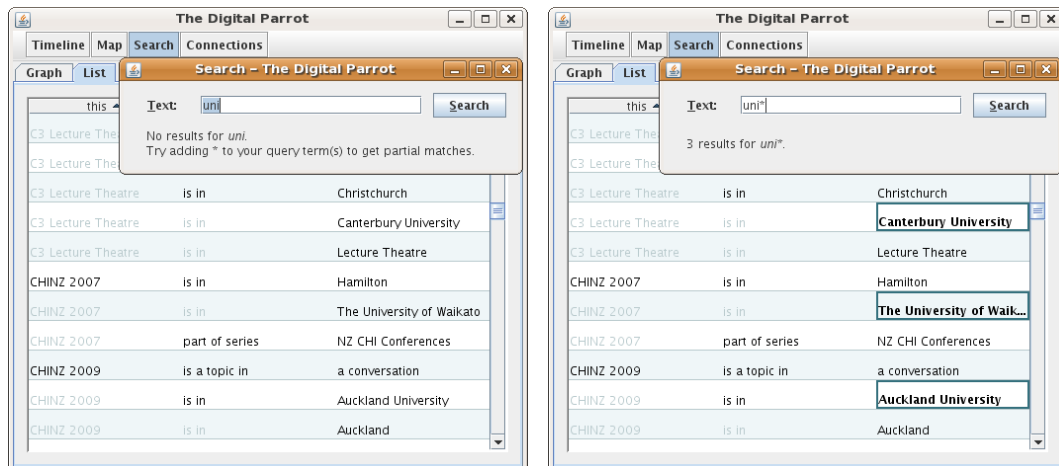 The Digital Parrot
Timeline Map Search Connections
Graph List Search – The Digital Parrot
this Text: uni Search
C3 Lecture Thea
No results for uni.
Try adding * to your query term(s) to get partial matches.
C3 Lecture Thea
C3 Lecture Theatre is in Christchurch
C3 Lecture Theatre is in Canterbury University
C3 Lecture Theatre is in Lecture Theatre
CHINZ 2007 is in Hamilton
CHINZ 2007 is in The University of Waikato
CHINZ 2007 part of series NZ CHI Conferences
CHINZ 2009 is a topic in a conversation
CHINZ 2009 is in Auckland University
CHINZ 2009 is in Auckland
The Digital Parrot
Timeline Map Search Connections
Graph List Search – The Digital Parrot
this Text: uni* Search
C3 Lecture Thea
3 results for uni*.
C3 Lecture Thea
C3 Lecture Theatre is in Christchurch
C3 Lecture Theatre is in Canterbury University
C3 Lecture Theatre is in Lecture Theatre
CHINZ 2007 is in Hamilton
CHINZ 2007 is in The University of Waik...
CHINZ 2007 part of series NZ CHI Conferences
CHINZ 2009 is a topic in a conversation
CHINZ 2009 is in Auckland University
CHINZ 2009 is in Auckland